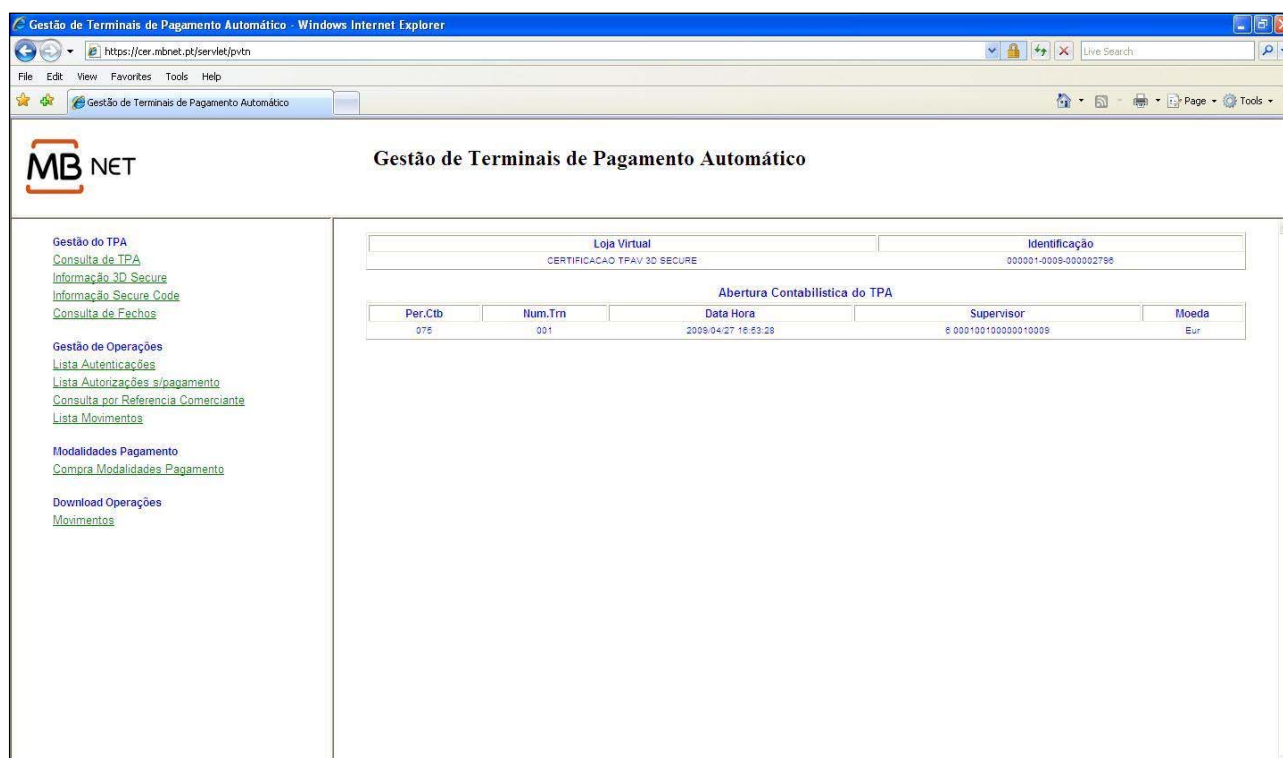 Gestão de Terminais de Pagamento Automático - Windows Internet Explorer
https://cer.mbnet.pt/servlet/pvtn
Live Search
File Edit View Favorites Tools Help
Gestão de Terminais de Pagamento Automático
Page Tools
MB NET
Gestão de Terminais de Pagamento Automático
Gestão do TPA
Consulta de TPA
Informação 3D Secure
Informação Secure Code
Consulta de Fechos
Gestão de Operações
Lista Autenticações
Lista Autorizações s/pagamento
Consulta por Referencia Comerciante
Lista Movimentos
Modalidades Pagamento
Compra Modalidades Pagamento
Download Operações
Movimentos
Loja Virtual Identificação
CERTIFICACAO TPAV 3D SECURE 000001-0009-000002796
Abertura Contabilistica do TPA
Per.Ctb Num.Trn Data Hora Supervisor Moeda
075 001 2009/04/27 16:53:28 6 000100100000010009 Eur